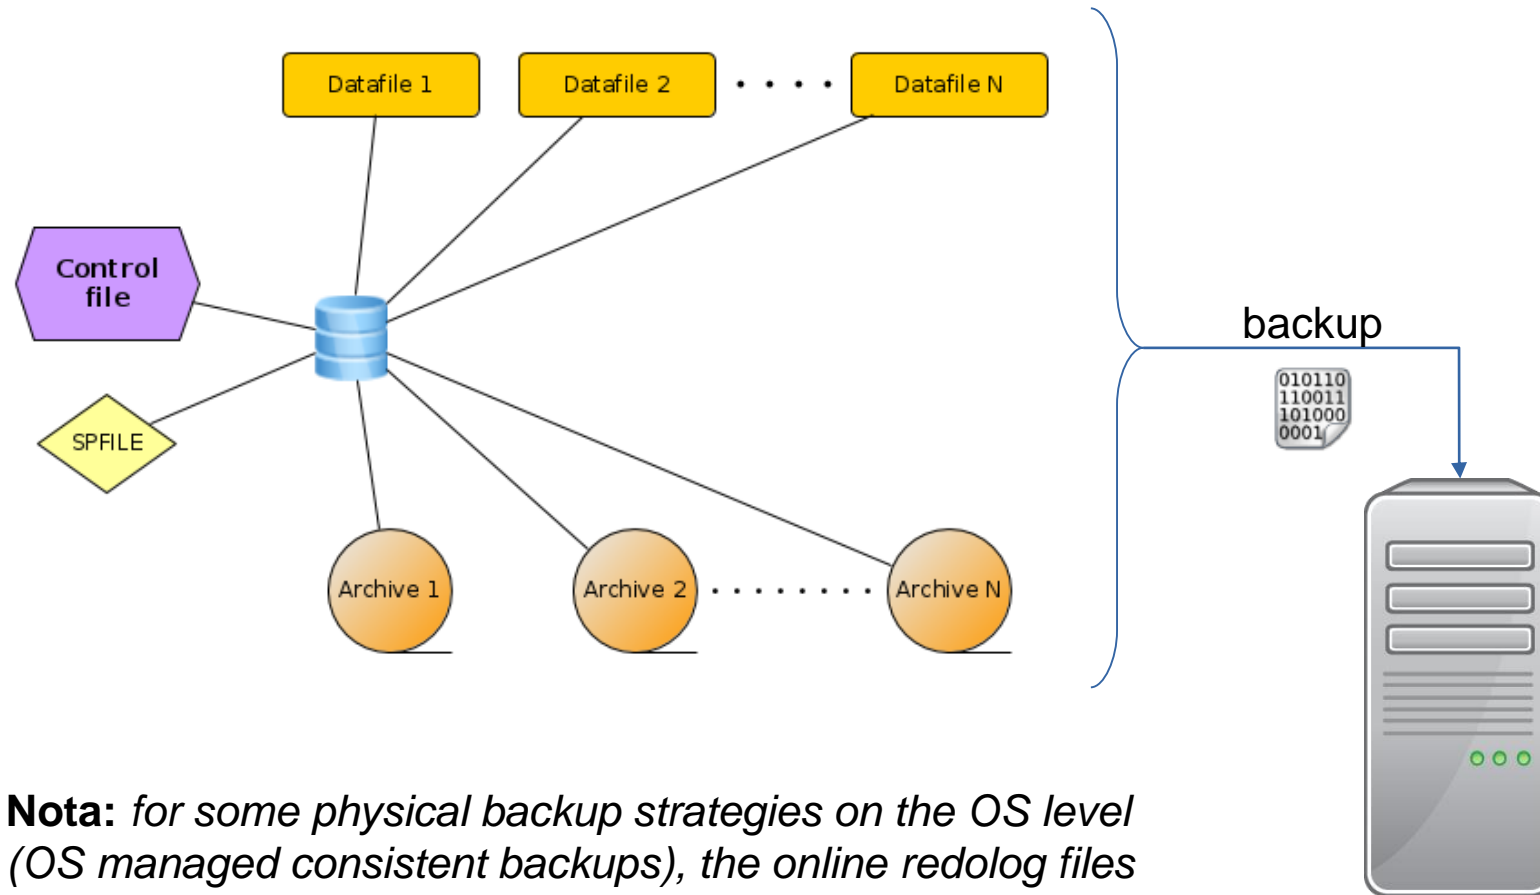 Datafile 1
Datafile 2
Datafile N
Control
file
SPFILE
backup
010110
110011
101000
0001
Archive 1
Archive 2
Archive N
Nota: for some physical backup strategies on the OS level
(OS managed consistent backups), the online redolog files